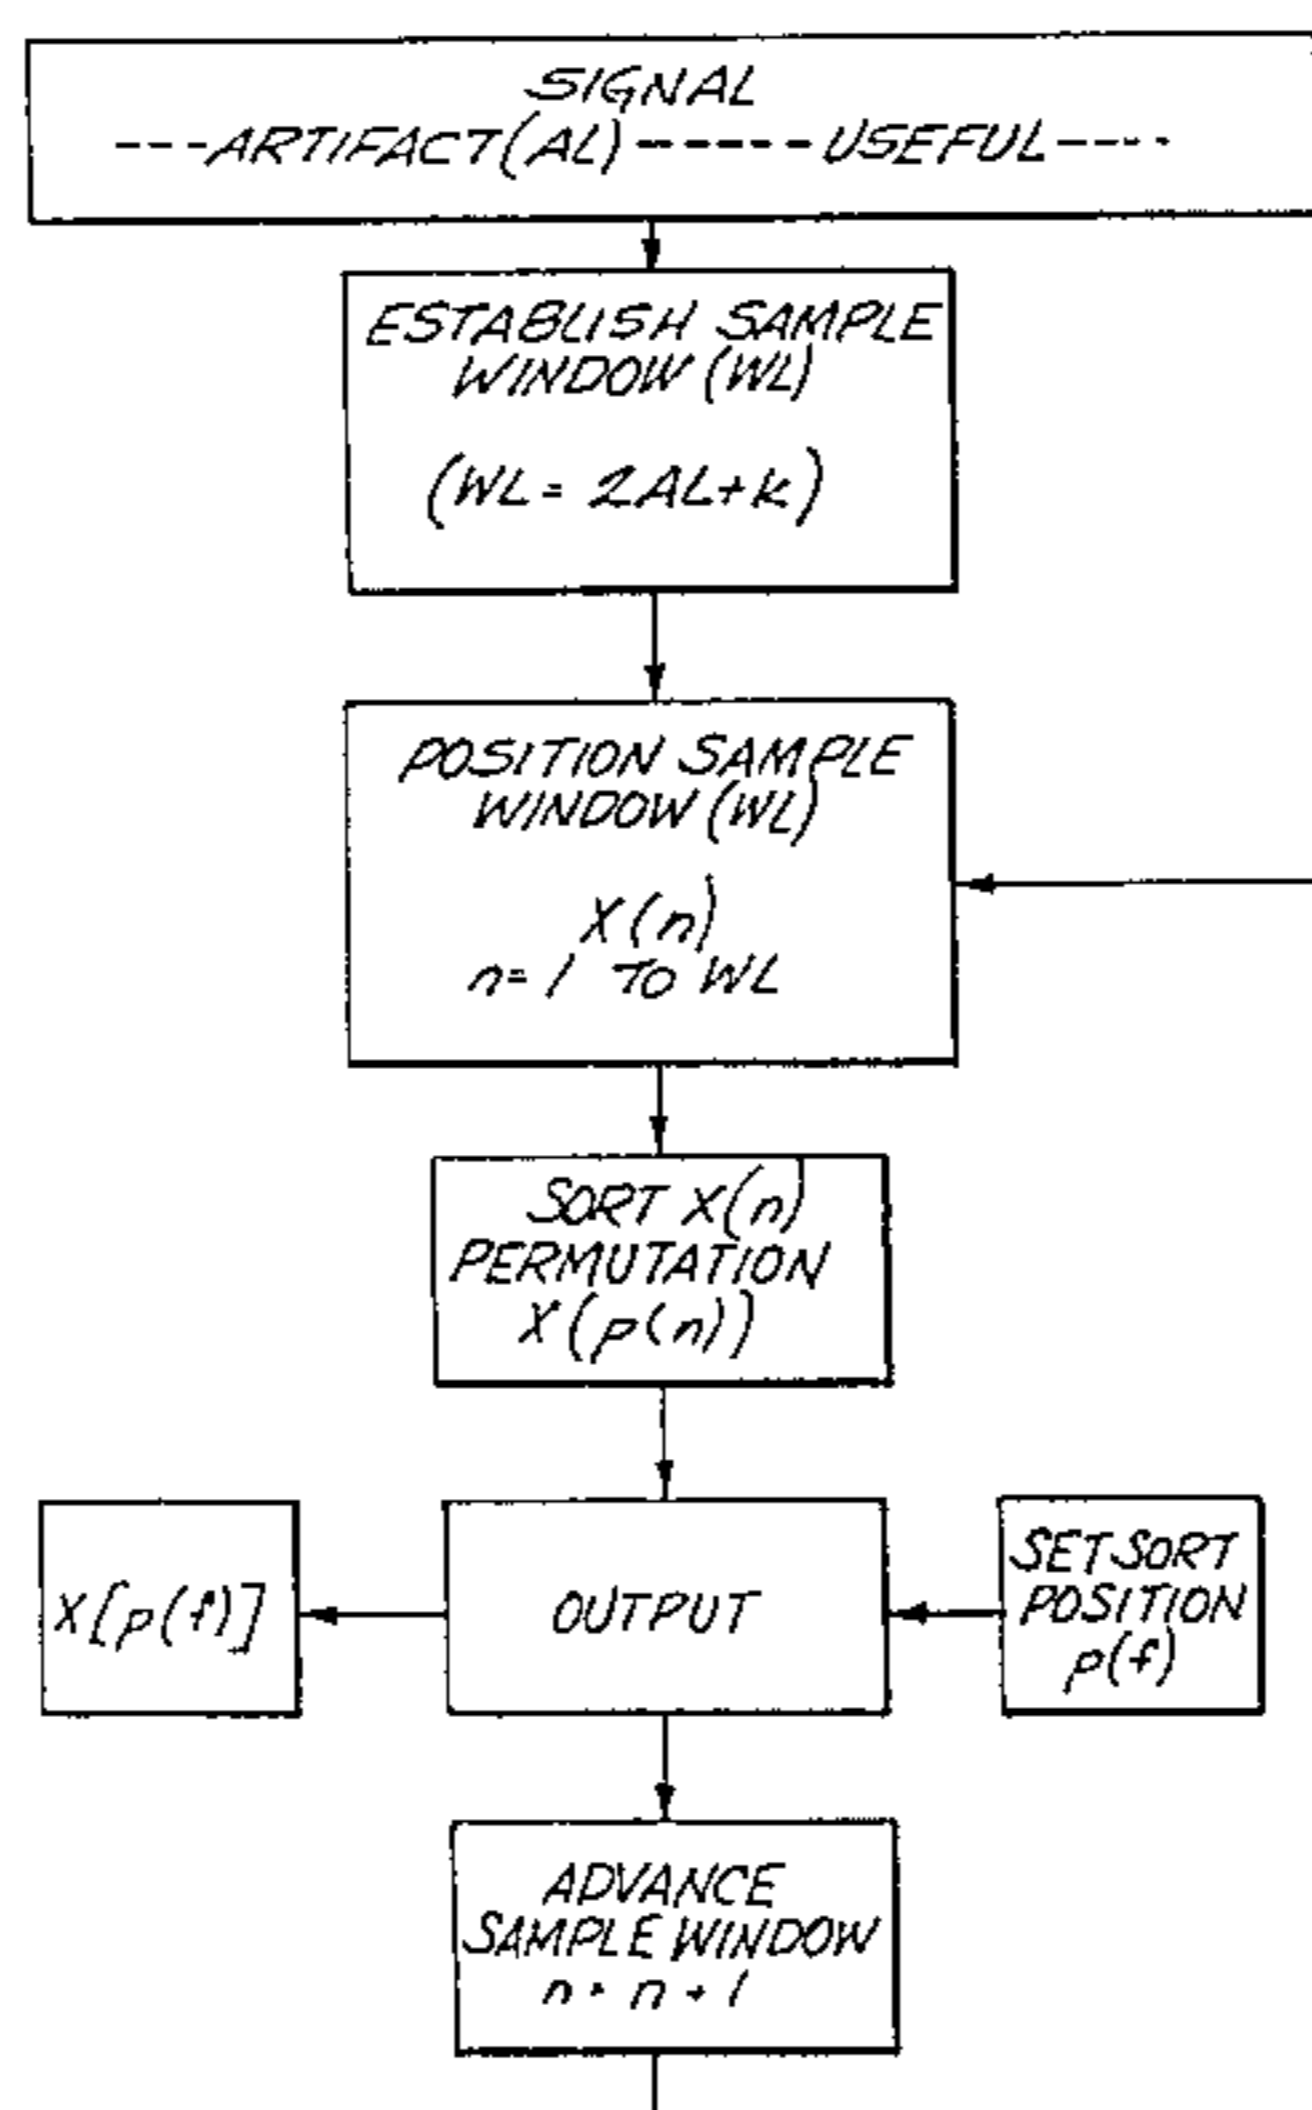 SIGNAL
---ARTIFACT(AL)------USEFUL----
ESTABLISH SAMPLE
WINDOW (WL)
(WL = 2AL+k)
POSITION SAMPLE
WINDOW (WL)
X(n)
n=1 TO WL
SORT X(n)
PERMUTATION
X(p(n))
X[p(f)]
OUTPUT
SET SORT
POSITION
p(f)
ADVANCE
SAMPLE WINDOW
n = n + 1